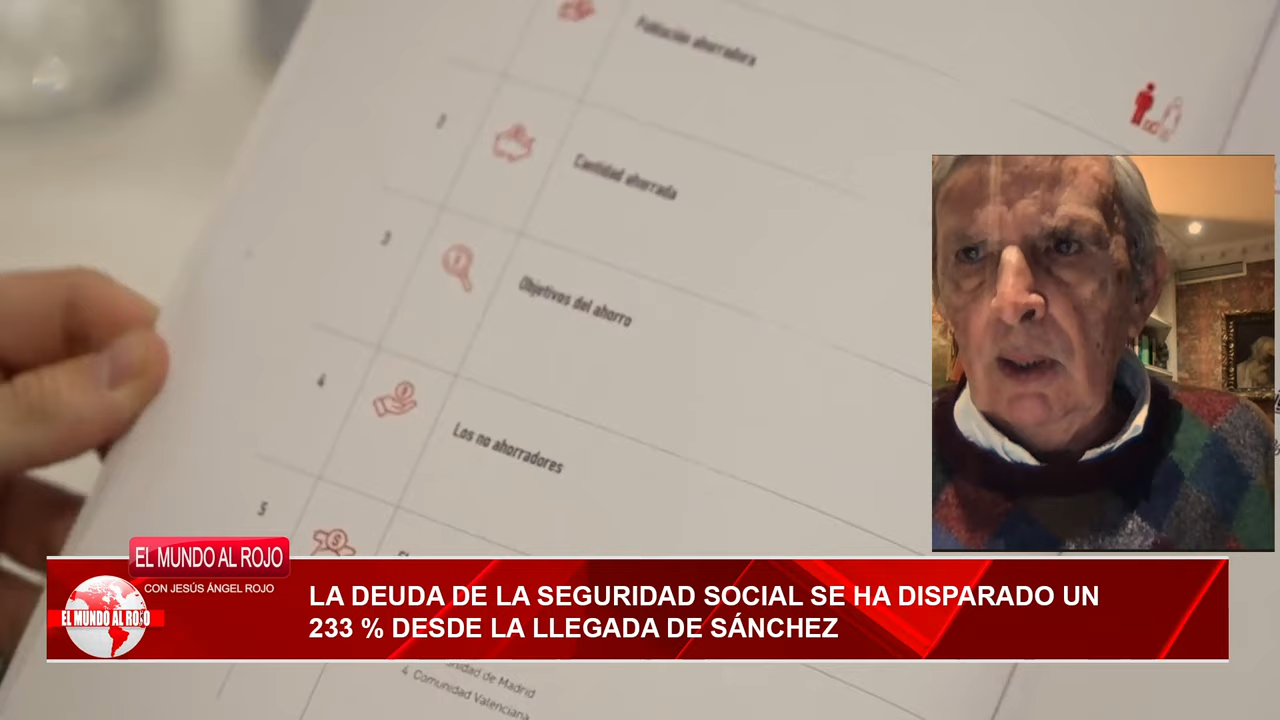 Población ahorradora
2
Cantidad ahorrada
3
Objetivos del ahorro
4
Los no ahorradores
5
EL MUNDO AL ROJO
CON JESÚS ÁNGEL ROJO
EL MUNDO AL ROJO
LA DEUDA DE LA SEGURIDAD SOCIAL SE HA DISPARADO UN
233 % DESDE LA LLEGADA DE SÁNCHEZ
de Madrid
4 Comunidad Valenciana